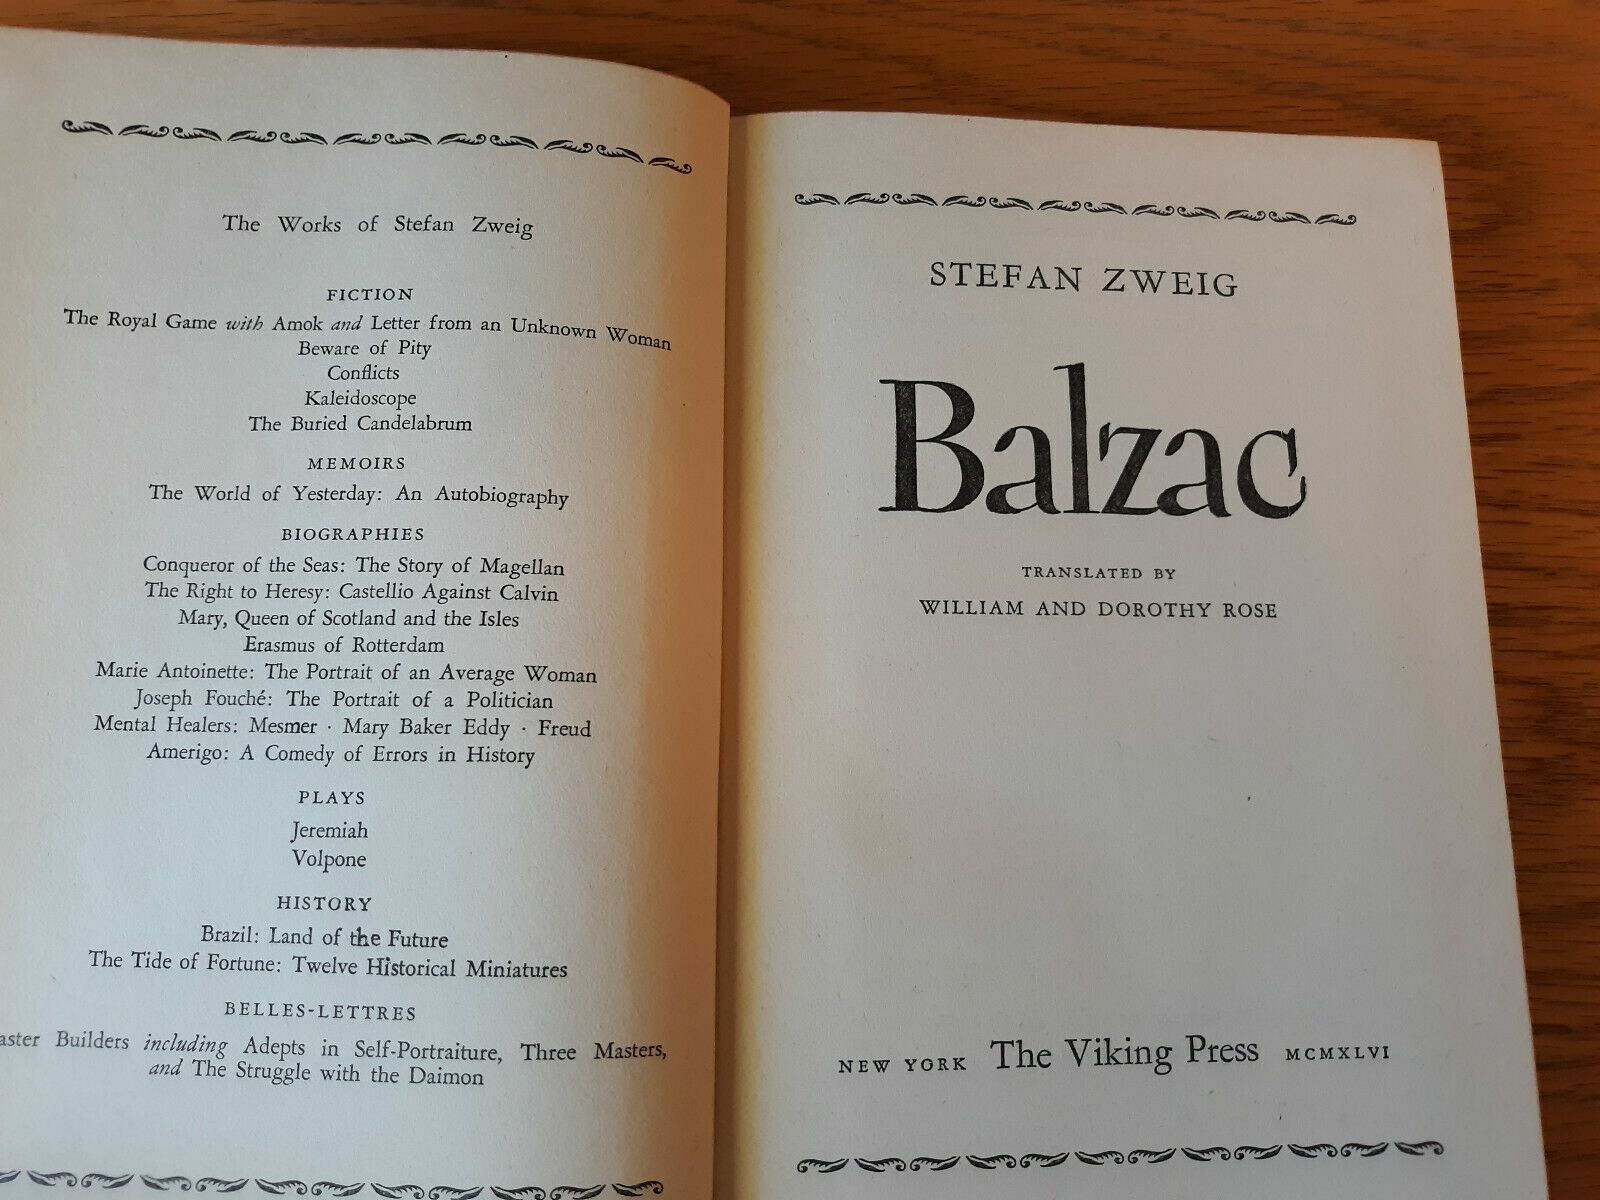 The Works of Stefan Zweig
FICTION
The Royal Game with Amok and Letter from an Unknown Woman
Beware of Pity
Conflicts
Kaleidoscope
The Buried Candelabrum
MEMOIRS
The World of Yesterday: An Autobiography
BIOGRAPHIES
Conqueror of the Seas: The Story of Magellan
The Right to Heresy: Castellio Against Calvin
Mary, Queen of Scotland and the Isles
Erasmus of Rotterdam
Marie Antoinette: The Portrait of an Average Woman
Joseph Fouché: The Portrait of a Politician
Mental Healers: Mesmer · Mary Baker Eddy · Freud
Amerigo: A Comedy of Errors in History
PLAYS
Jeremiah
Volpone
HISTORY
Brazil: Land of the Future
The Tide of Fortune: Twelve Historical Miniatures
BELLES-LETTRES
aster Builders including Adepts in Self-Portraiture, Three Masters,
and The Struggle with the Daimon
STEFAN ZWEIG
Balzac
TRANSLATED BY
WILLIAM AND DOROTHY ROSE
NEW YORK The Viking Press MCMXLVI